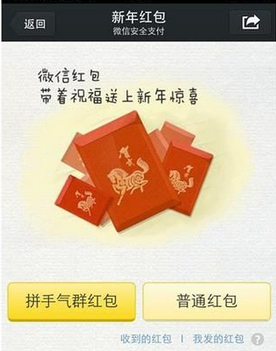 返回
新年红包
微信安全支付
微信红包
带着祝福送上新年惊喜
拼手气群红包
普通红包
收到的红包 | 我发的红包 ?